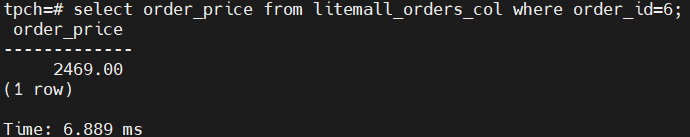 tpch=# select order_price from litemall_orders_col where order_id=6;
 order_price
-------------
     2469.00
(1 row)

Time: 6.889 ms